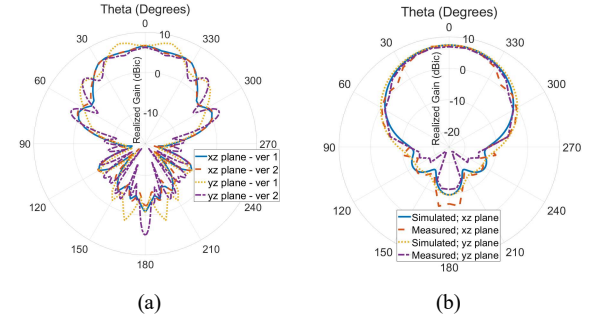 Theta (Degrees)
0
30
330
60
300
90
270
120
240
150
210
180
10
0
-10
Realized Gain (dBic)
xz plane - ver 1
xz plane - ver 2
yz plane - ver 1
yz plane - ver 2
(a)
Theta (Degrees)
0
30
330
60
300
90
270
120
240
150
210
180
10
0
-10
-20
Realized Gain (dBic)
Simulated; xz plane
Measured; xz plane
Simulated; yz plane
Measured; yz plane
(b)